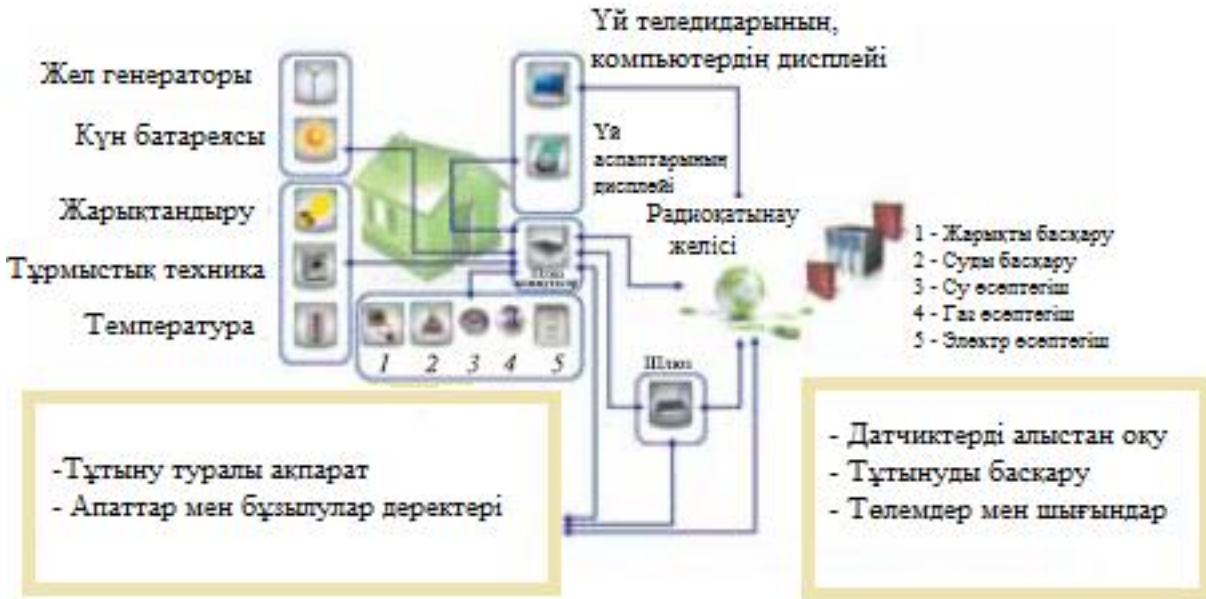 Үй теледидарының,
компьютердің дисплейі
Жел генераторы
Күн батареясы
Үй
аспаптарының
дисплейі
Жарықтандыру
Тұрмыстық техника
Температура
Радиоқатынау
желісі
1 - Жарықты басқару
2 - Суды басқару
3 - Су есептегіш
4 - Газ есептегіш
5 - Электр есептегіш
1 2 3 4 5
Шлюз
-Тұтыну туралы ақпарат
- Апаттар мен бұзылулар деректері
- Датчиктерді алыстан оқу
- Тұтынуды басқару
- Төлемдер мен шығындар